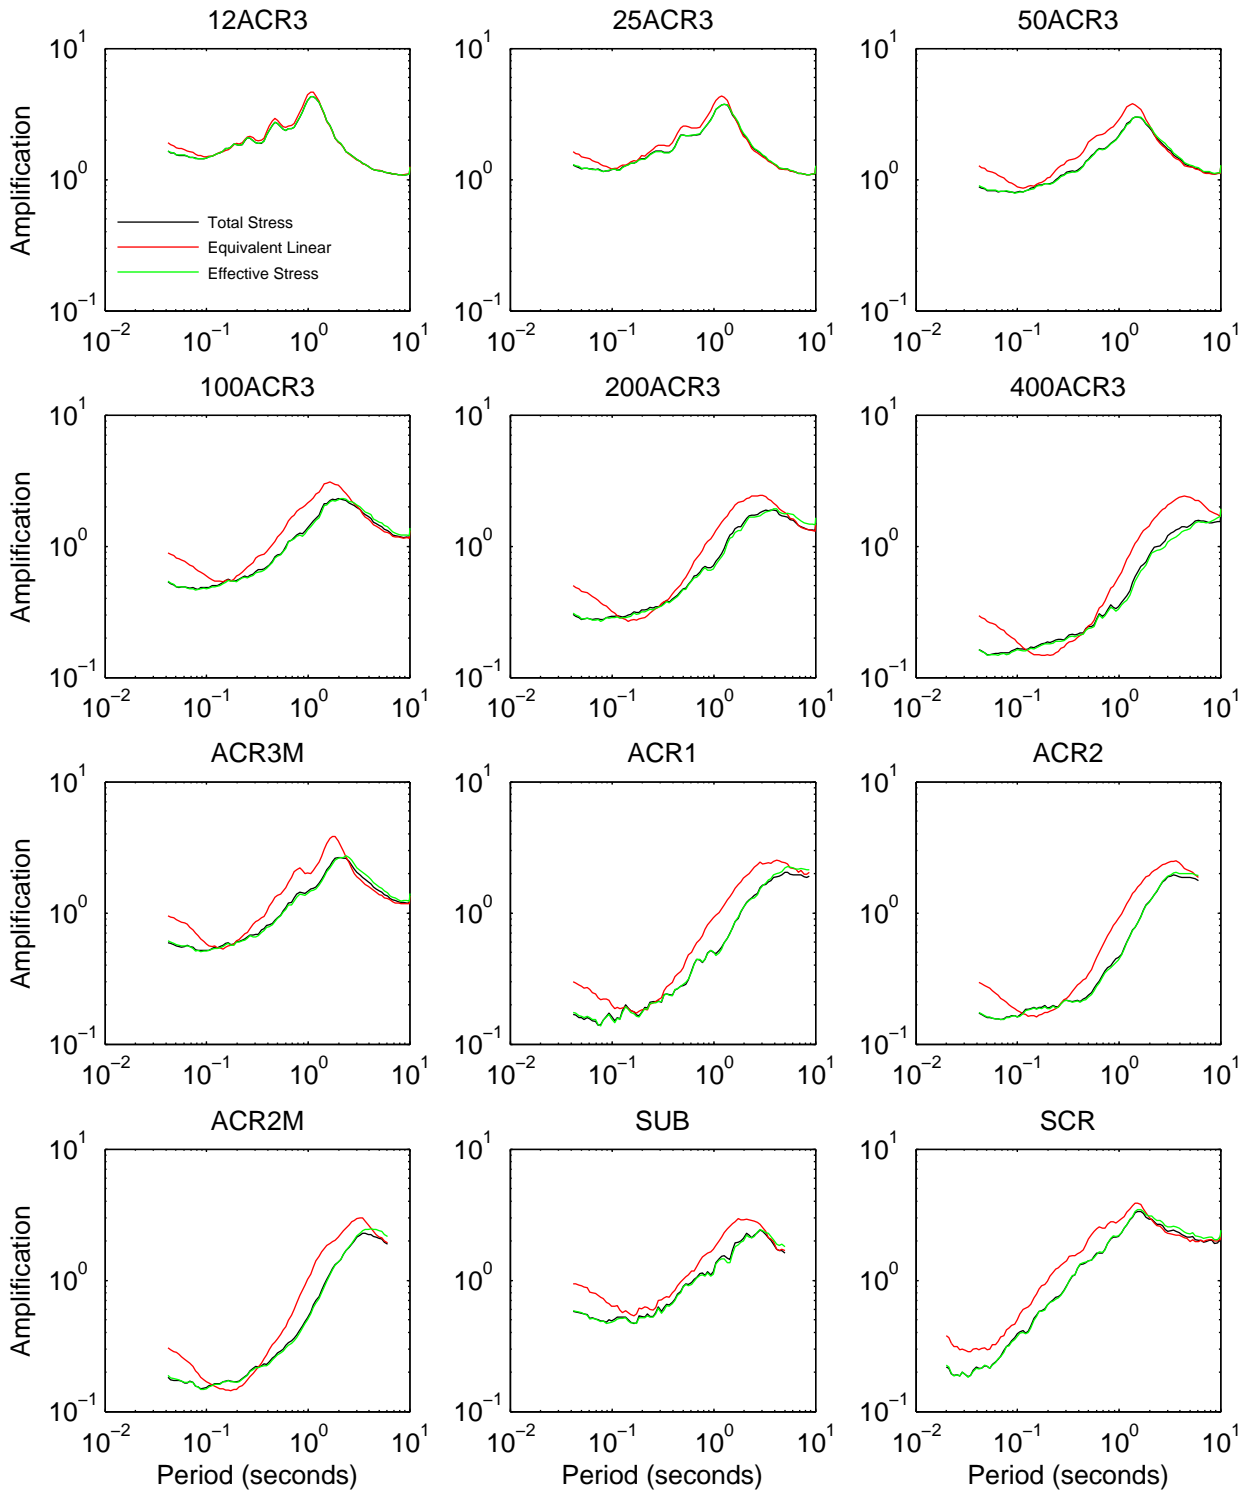 12ACR3 25ACR3 50ACR3
Amplification
10^1 10^1 10^1
10^0 10^0 10^0
Total Stress
Equivalent Linear
Effective Stress
10^−1 10^−1 10^−1
10^−2 10^−1 10^0 10^1 10^−2 10^−1 10^0 10^1 10^−2 10^−1 10^0 10^1
100ACR3 200ACR3 400ACR3
Amplification
10^1 10^1 10^1
10^0 10^0 10^0
10^−1 10^−1 10^−1
10^−2 10^−1 10^0 10^1 10^−2 10^−1 10^0 10^1 10^−2 10^−1 10^0 10^1
ACR3M ACR1 ACR2
Amplification
10^1 10^1 10^1
10^0 10^0 10^0
10^−1 10^−1 10^−1
10^−2 10^−1 10^0 10^1 10^−2 10^−1 10^0 10^1 10^−2 10^−1 10^0 10^1
ACR2M SUB SCR
Amplification
10^1 10^1 10^1
10^0 10^0 10^0
10^−1 10^−1 10^−1
10^−2 10^−1 10^0 10^1 10^−2 10^−1 10^0 10^1 10^−2 10^−1 10^0 10^1
Period (seconds) Period (seconds) Period (seconds)